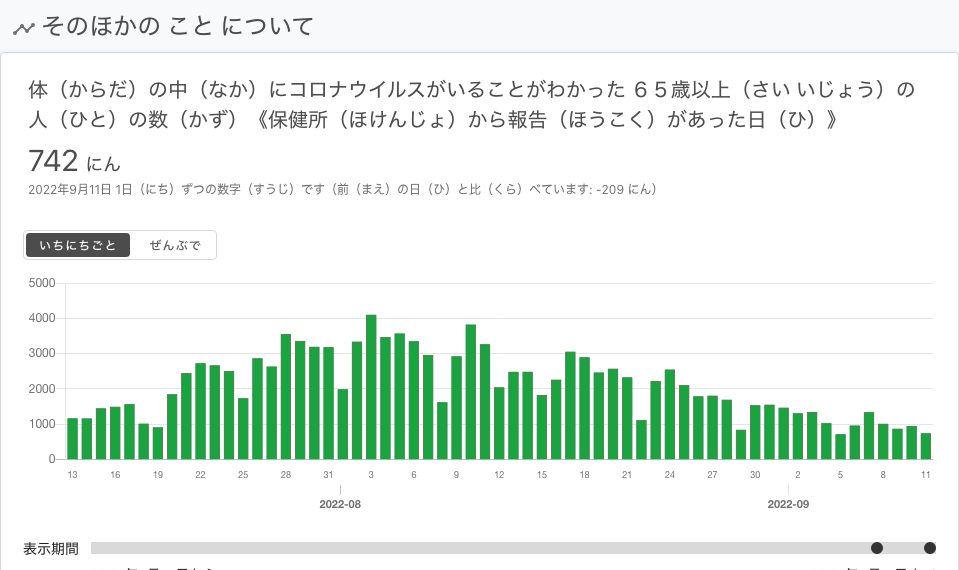 そのほかの こと について
体（からだ）の中（なか）にコロナウイルスがいることがわかった ６５歳以上（さい いじょう）の
人（ひと）の数（かず）《保健所（ほけんじょ）から報告（ほうこく）があった日（ひ）》
742 にん
2022年9月11日 1日（にち）ずつの数字（すうじ）です（前（まえ）の日（ひ）と比（くら）べています: -209 にん）
いちにちごと ぜんぶで
5000
4000
3000
2000
1000
0
13 16 19 22 25 28 31 3 6 9 12 15 18 21 24 27 30 2 5 8 11
2022-08 2022-09
表示期間